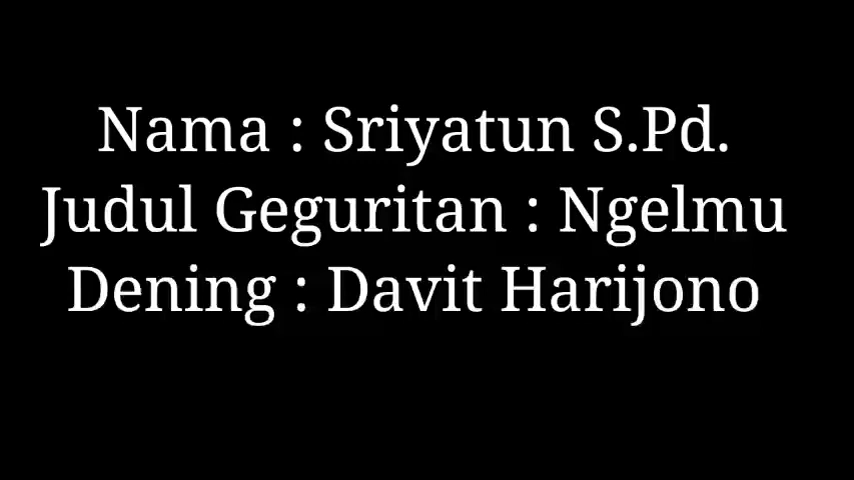 Nama : Sriyatun S.Pd.
Judul Geguritan : Ngelmu
Dening : Davit Harijono